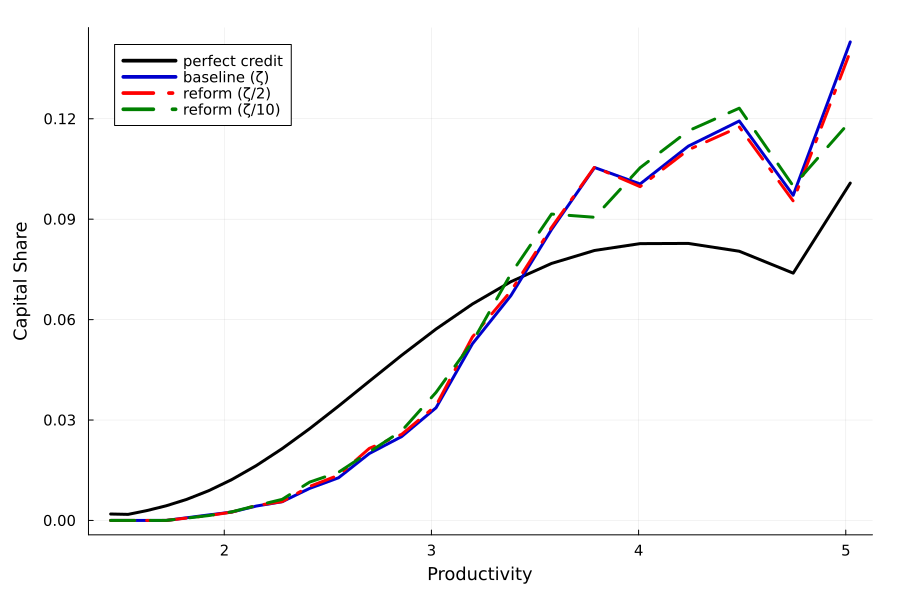 perfect credit
baseline (ζ)
reform (ζ/2)
reform (ζ/10)
0.12
0.09
0.06
0.03
0.00
Capital Share
2 3 4 5
Productivity